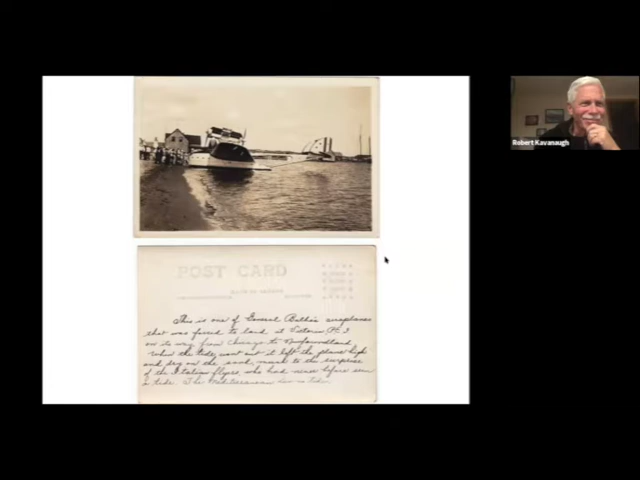 Robert Kavanaugh
POST CARD
This is one of General Balbo's airplanes
that was forced to land, at
on its way from Chicago to Newfoundland
When the tide went out it left the plane high
and dry on the sand, much to the surprise
of the Italian flyers, who had never before seen
a tide. The Mediterranean has no tide.